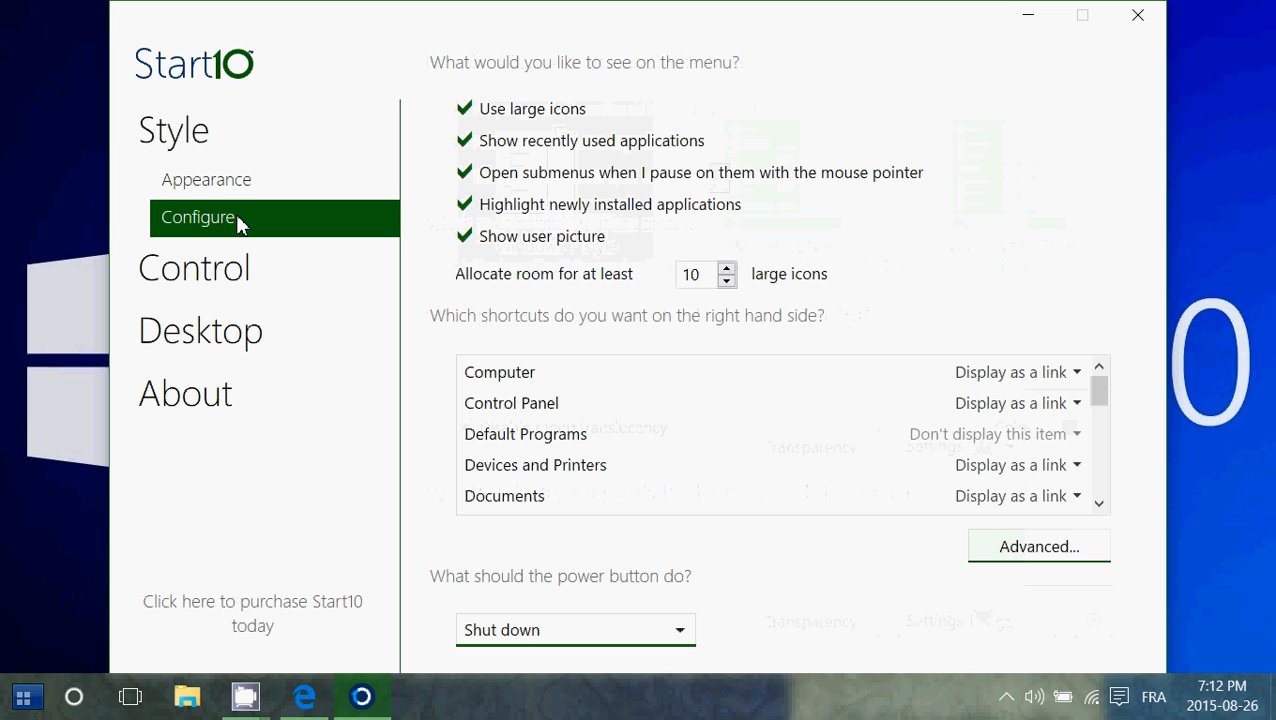 Start10
Style
Appearance
Configure
Control
Desktop
About
Click here to purchase Start10
today
What would you like to see on the menu?
Use large icons
Show recently used applications
Open submenus when I pause on them with the mouse pointer
Highlight newly installed applications
Show user picture
Allocate room for at least 10 large icons
Which shortcuts do you want on the right hand side?
Computer Display as a link
Control Panel Display as a link
Default Programs Don't display this item
Devices and Printers Display as a link
Documents Display as a link
Advanced...
What should the power button do?
Shut down
Transparency
Settings
0
FRA
7:12 PM
2015-08-26